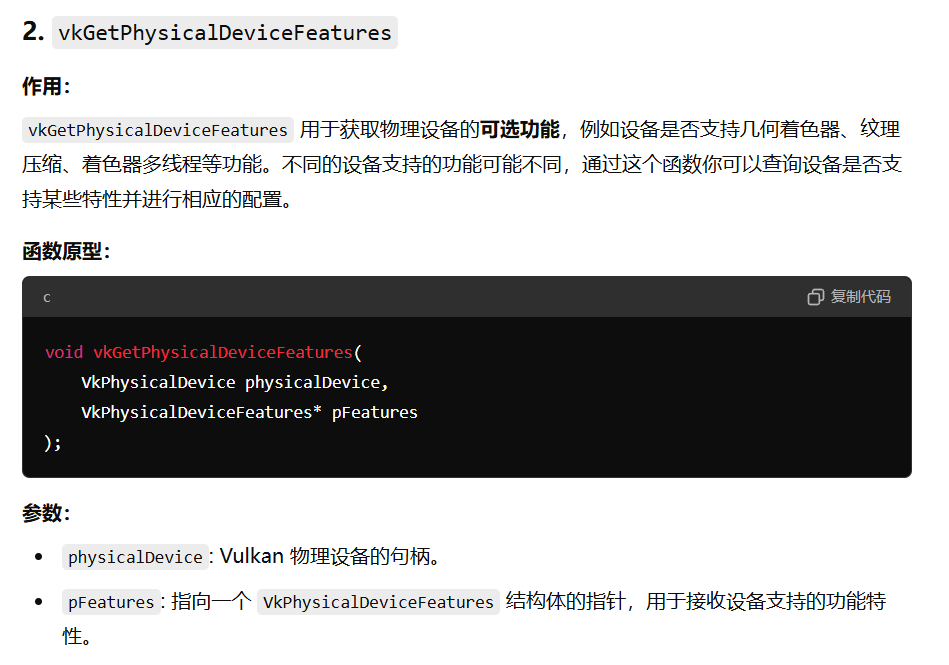 2. vkGetPhysicalDeviceFeatures
作用：
vkGetPhysicalDeviceFeatures 用于获取物理设备的可选功能，例如设备是否支持几何着色器、纹理
压缩、着色器多线程等功能。不同的设备支持的功能可能不同，通过这个函数你可以查询设备是否支
持某些特性并进行相应的配置。
函数原型：
c 复制代码
void vkGetPhysicalDeviceFeatures(
    VkPhysicalDevice physicalDevice,
    VkPhysicalDeviceFeatures* pFeatures
);
参数：
• physicalDevice: Vulkan 物理设备的句柄。
• pFeatures: 指向一个 VkPhysicalDeviceFeatures 结构体的指针，用于接收设备支持的功能特
性。